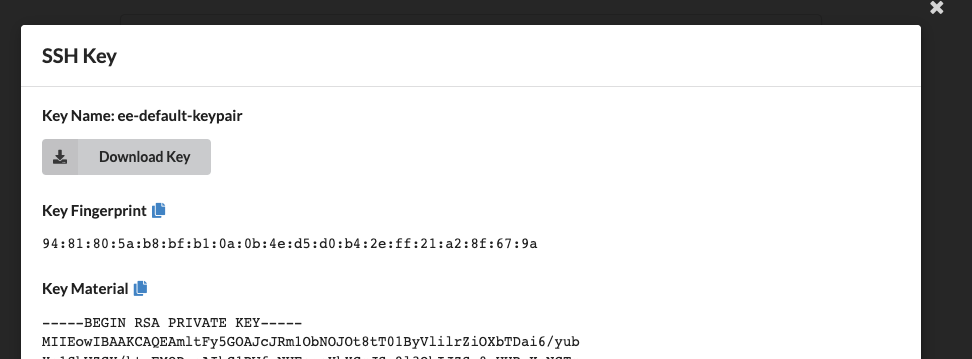 SSH Key
Key Name: ee-default-keypair
Download Key
Key Fingerprint
94:81:80:5a:b8:bf:b1:0a:0b:4e:d5:d0:b4:2e:ff:21:a2:8f:67:9a
Key Material
-----BEGIN RSA PRIVATE KEY-----
MIIEowIBAAKCAQEAmltFy5GOAJcJRmlObNOJOt8tT01ByVlilrZiOXbTDai6/yub